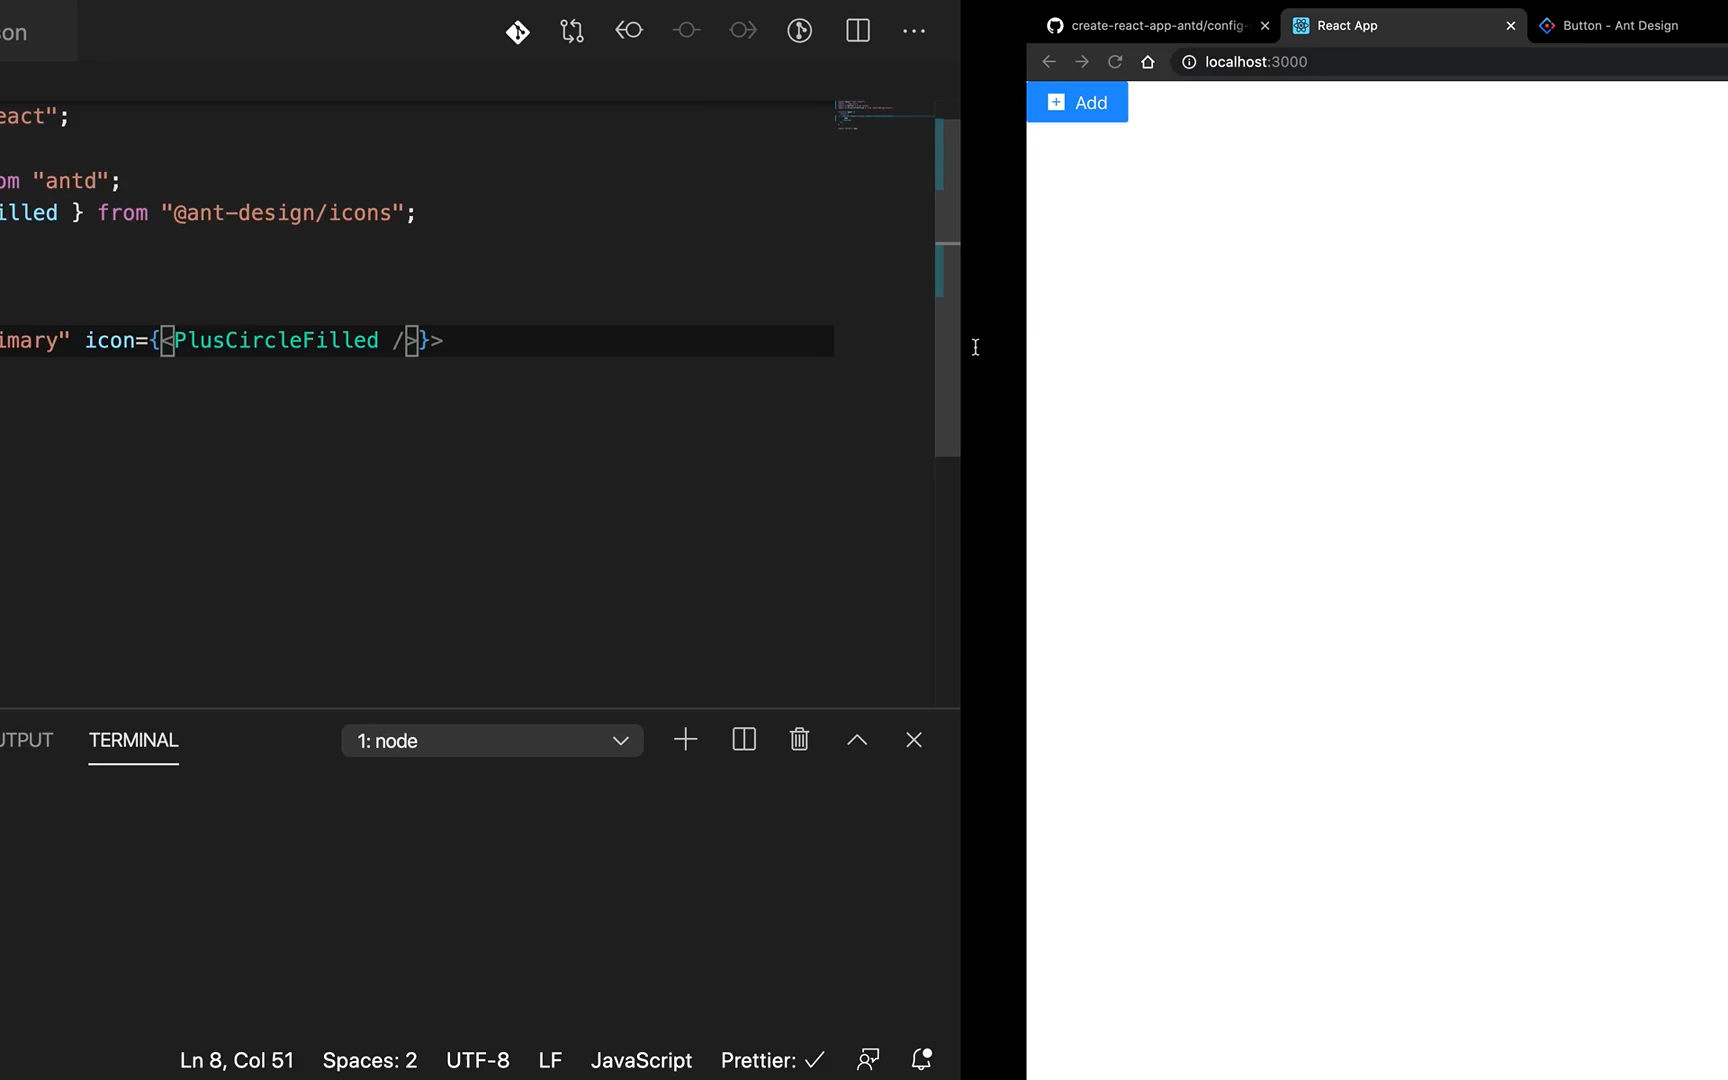 on
eact";
om "antd";
illed } from "@ant-design/icons";
imary" icon={<PlusCircleFilled />}>
UTPUT
TERMINAL
1: node
Ln 8, Col 51
Spaces: 2
UTF-8
LF
JavaScript
Prettier: ✓
create-react-app-antd/config-
React App
Button - Ant Design
localhost:3000
Add